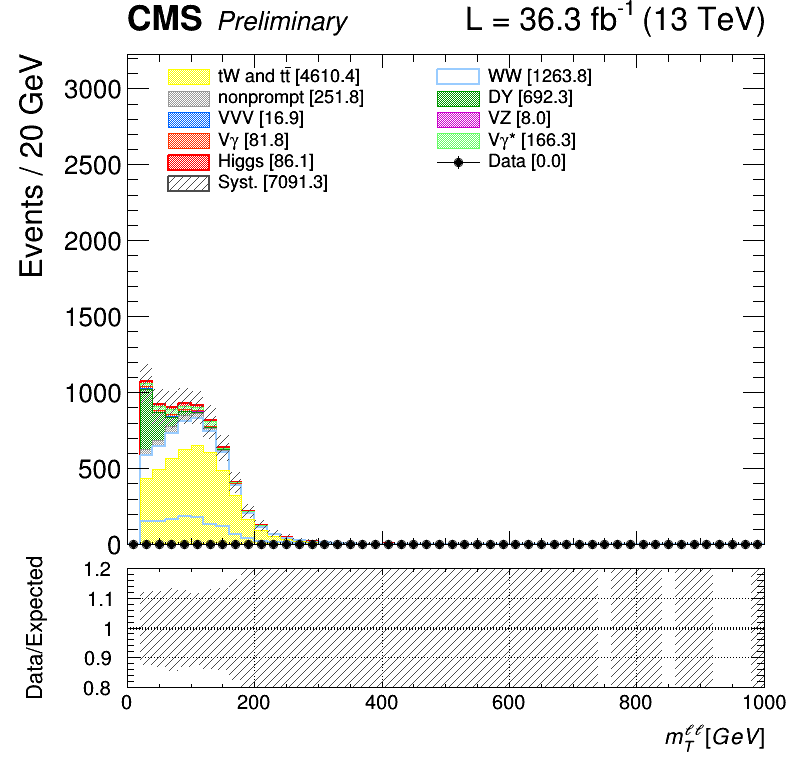 CMS Preliminary L = 36.3 fb⁻¹ (13 TeV)
Events / 20 GeV
3000
2500
2000
1500
1000
500
0
tW and tt̄ [4610.4]
nonprompt [251.8]
VVV [16.9]
Vγ [81.8]
Higgs [86.1]
Syst. [7091.3]
WW [1263.8]
DY [692.3]
VZ [8.0]
Vγ* [166.3]
Data [0.0]
Data/Expected
1.2
1.1
1
0.9
0.8
0 200 400 600 800 1000
m_T^{ℓℓ}[GeV]